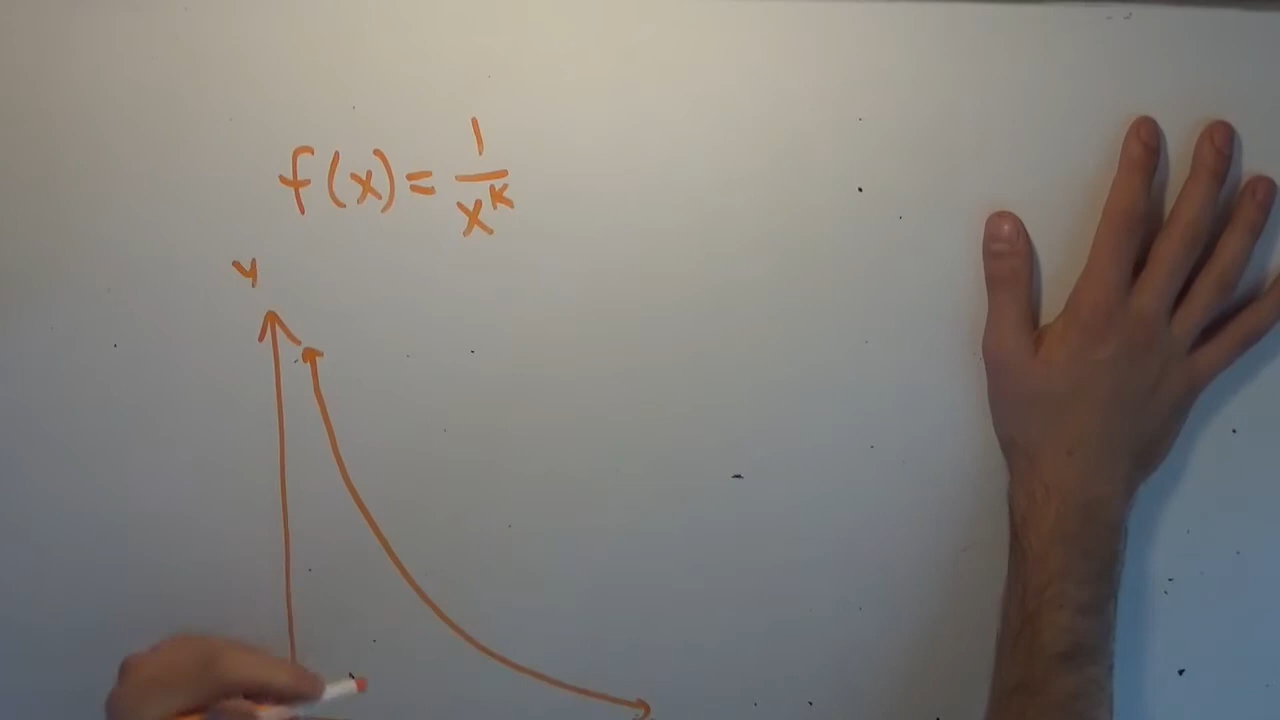 f(x) = 1/x^k
y